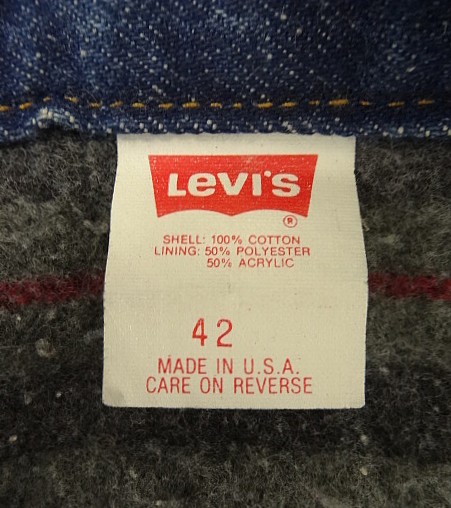 LEVI'S
®
SHELL: 100% COTTON
LINING: 50% POLYESTER
50% ACRYLIC
42
MADE IN U.S.A.
CARE ON REVERSE